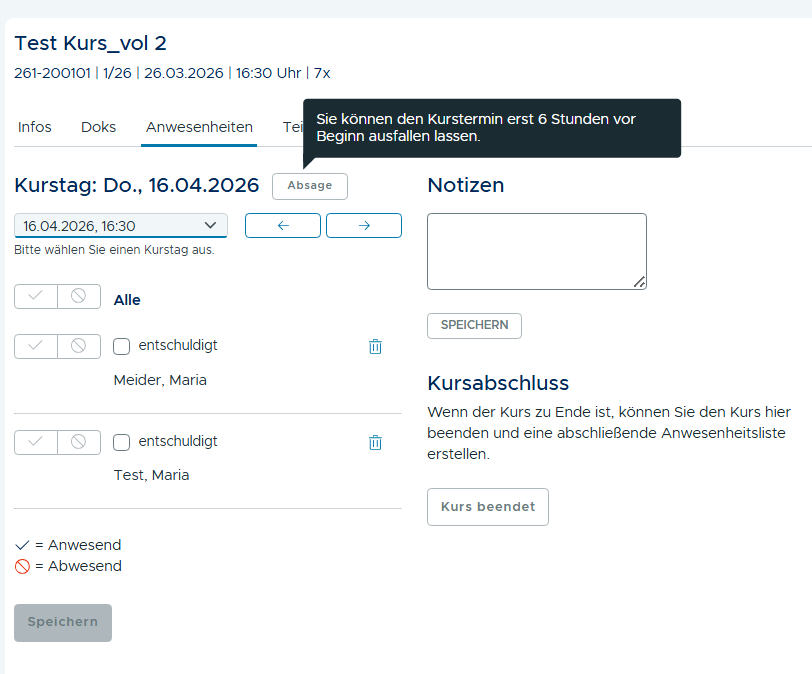 Test Kurs_vol 2
261-200101 | 1/26 | 26.03.2026 | 16:30 Uhr | 7x
Sie können den Kurstermin erst 6 Stunden vor
Beginn ausfallen lassen.
Infos Doks Anwesenheiten
Kurstag: Do., 16.04.2026 Absage
16.04.2026, 16:30
Bitte wählen Sie einen Kurstag aus.
Alle
entschuldigt
Meider, Maria
entschuldigt
Test, Maria
= Anwesend
= Abwesend
Speichern
Notizen
SPEICHERN
Kursabschluss
Wenn der Kurs zu Ende ist, können Sie den Kurs hier
beenden und eine abschließende Anwesenheitsliste
erstellen.
Kurs beendet